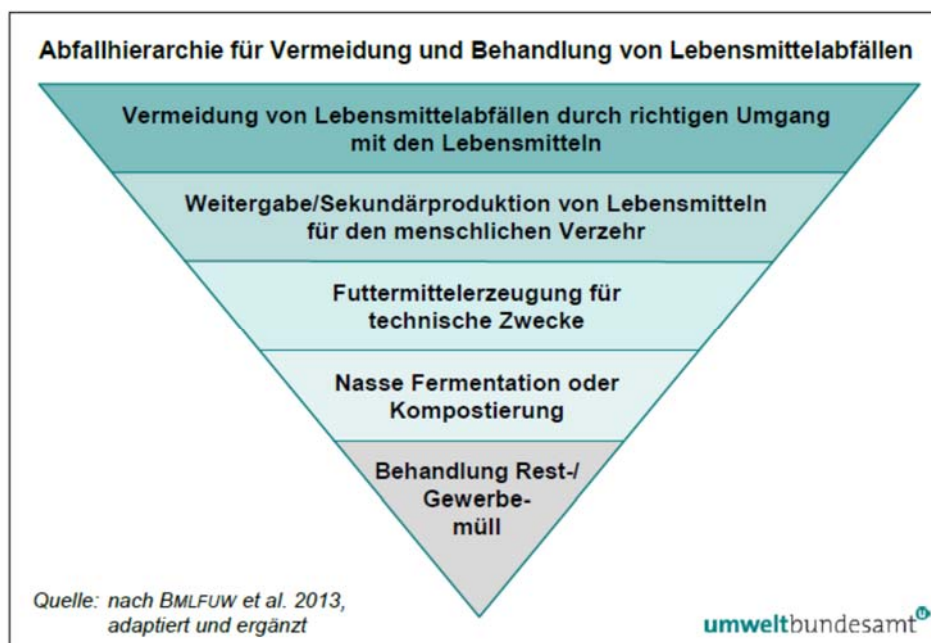 Abfallhierarchie für Vermeidung und Behandlung von Lebensmittelabfällen
Vermeidung von Lebensmittelabfällen durch richtigen Umgang
mit den Lebensmitteln
Weitergabe/Sekundärproduktion von Lebensmitteln
für den menschlichen Verzehr
Futtermittelerzeugung für
technische Zwecke
Nasse Fermentation oder
Kompostierung
Behandlung Rest-/
Gewerbe-
müll
Quelle: nach BMLFUW et al. 2013,
adaptiert und ergänzt
umweltbundesamt